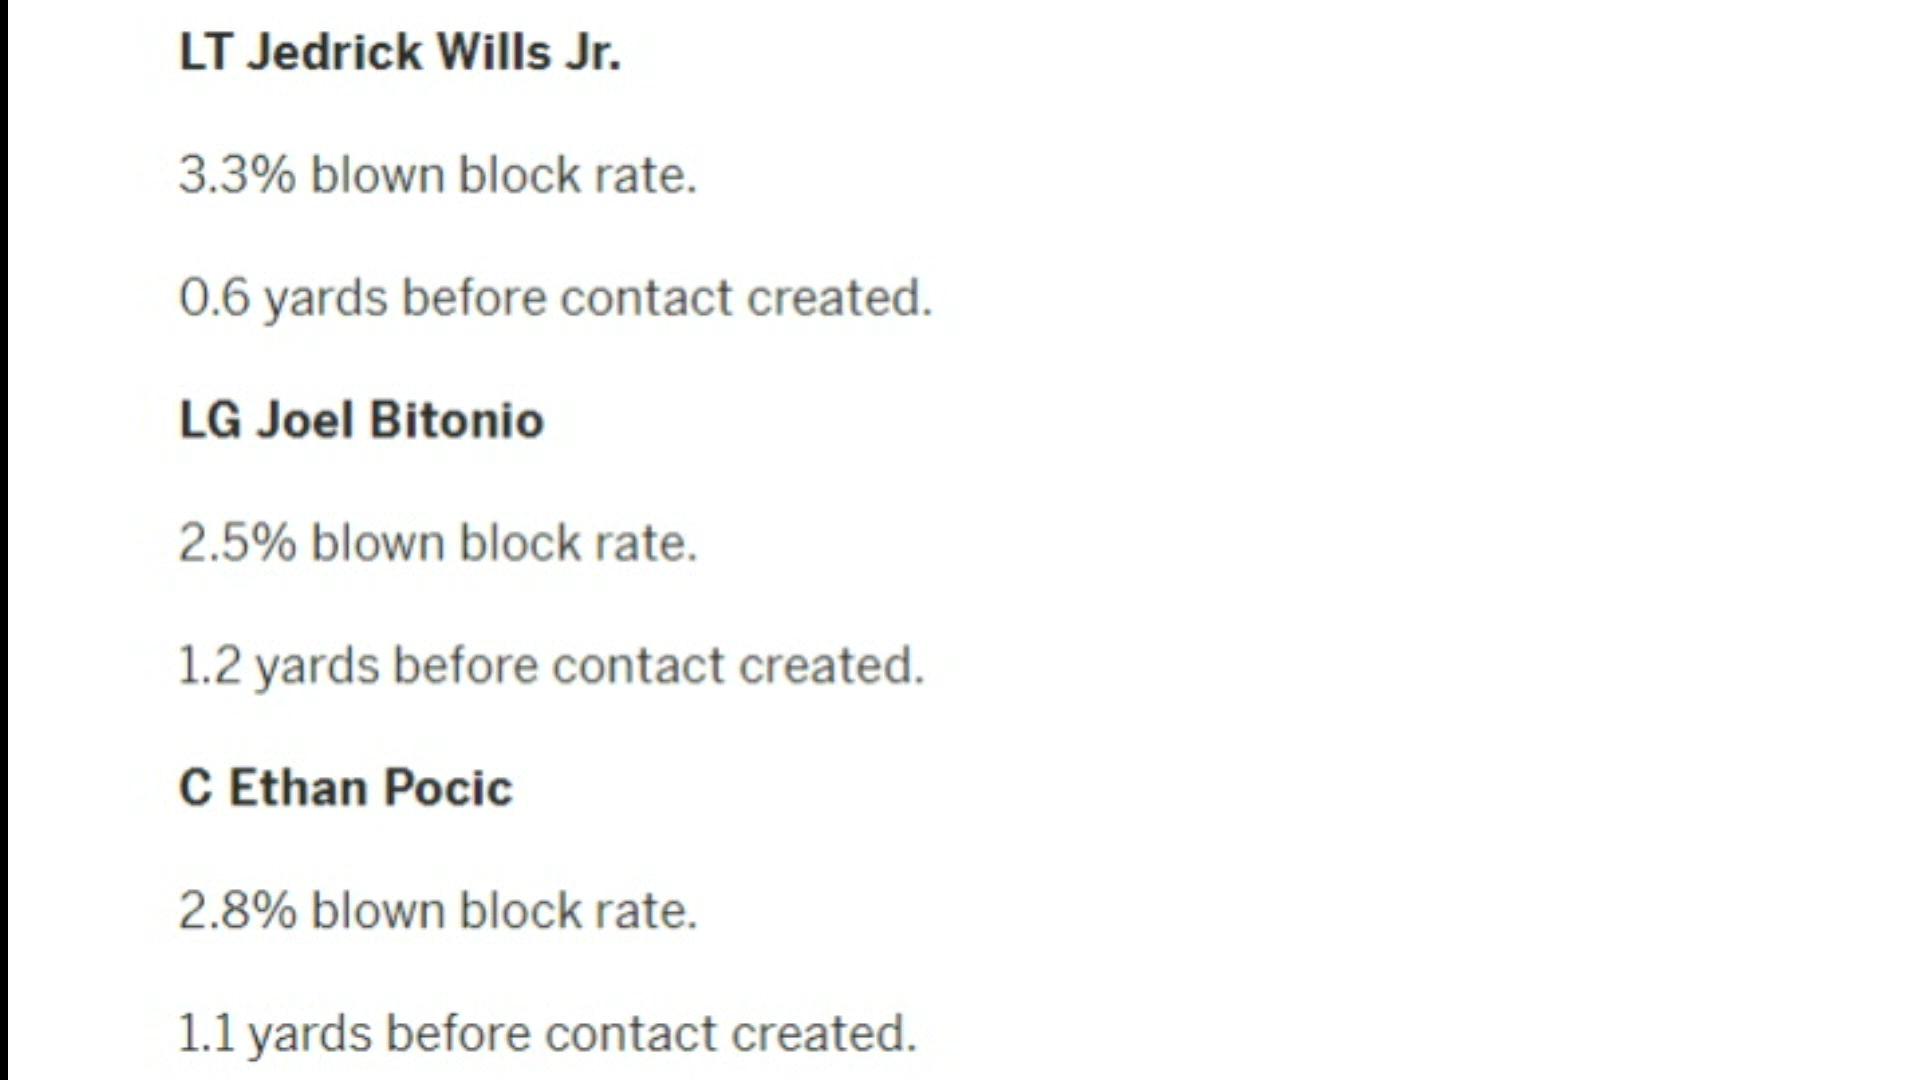 LT Jedrick Wills Jr.
3.3% blown block rate.
0.6 yards before contact created.
LG Joel Bitonio
2.5% blown block rate.
1.2 yards before contact created.
C Ethan Pocic
2.8% blown block rate.
1.1 yards before contact created.